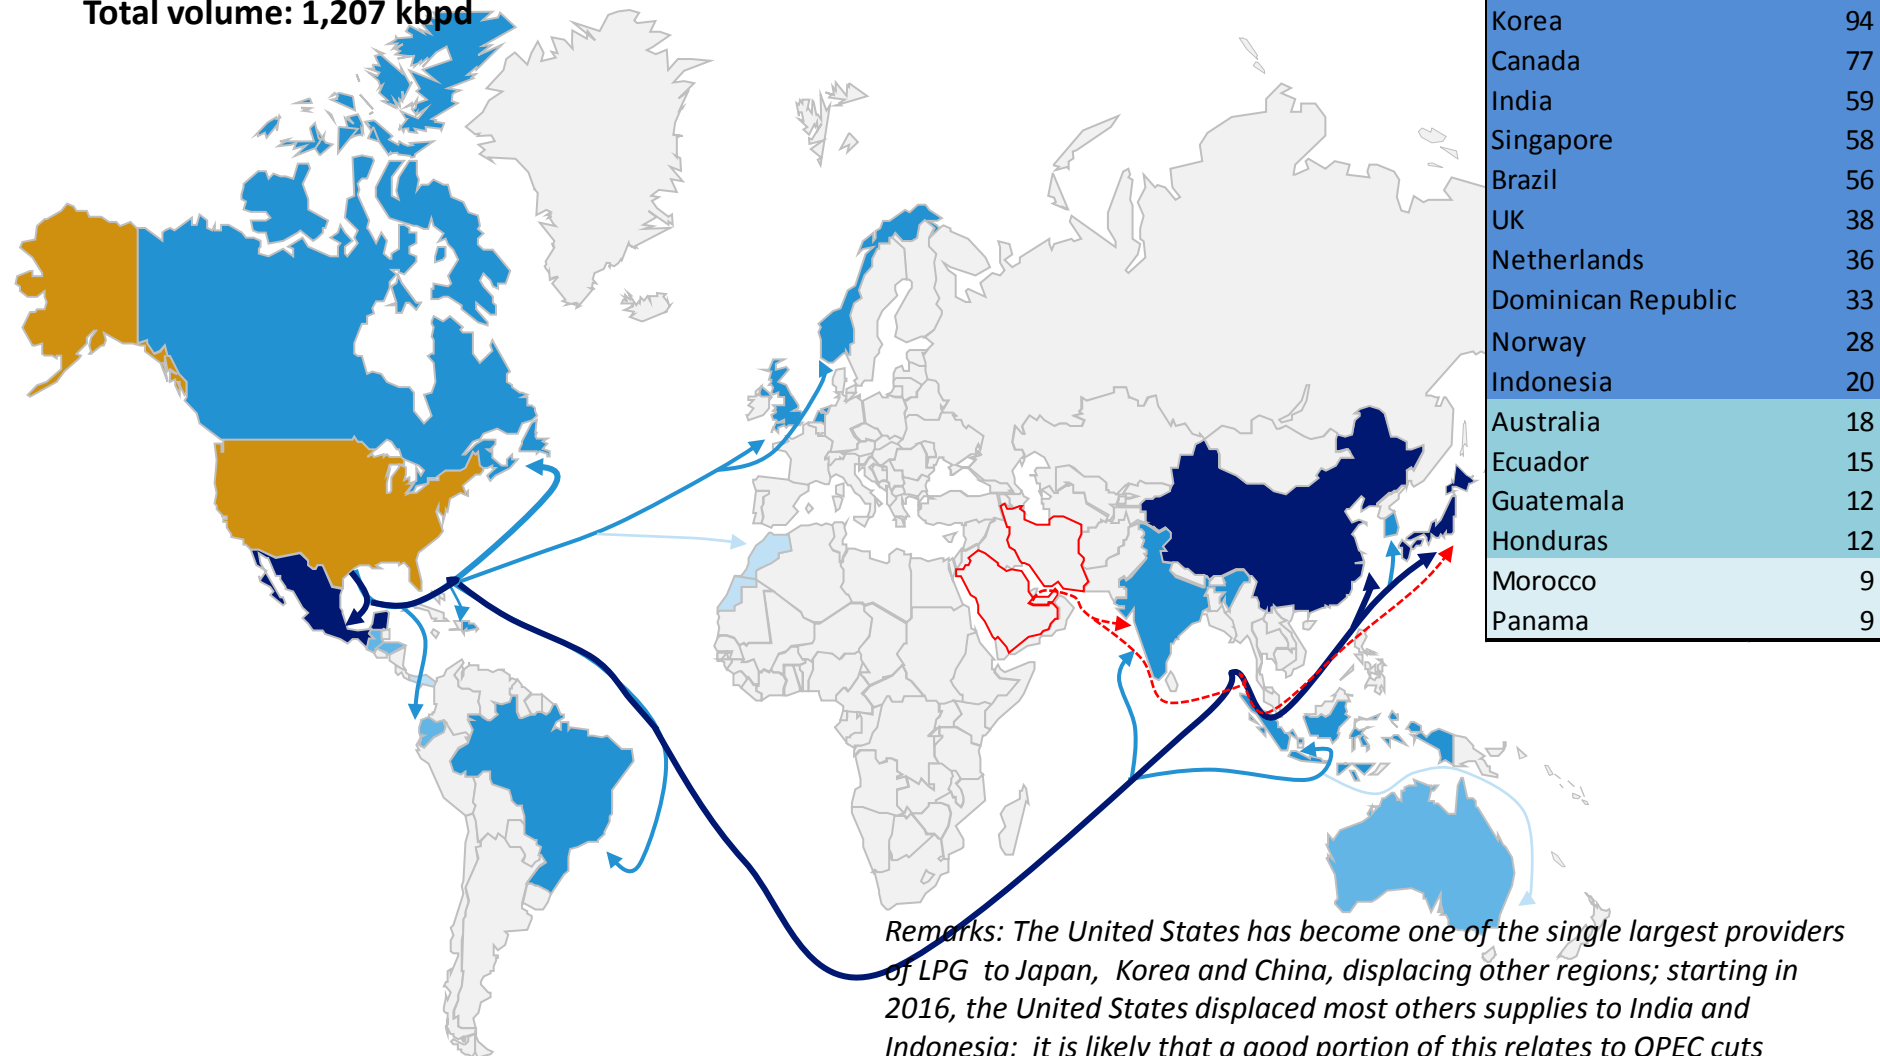 Total volume: 1,207 kbpd
Korea 94
Canada 77
India 59
Singapore 58
Brazil 56
UK 38
Netherlands 36
Dominican Republic 33
Norway 28
Indonesia 20
Australia 18
Ecuador 15
Guatemala 12
Honduras 12
Morocco 9
Panama 9
Remarks: The United States has become one of the single largest providers
of LPG to Japan, Korea and China, displacing other regions; starting in
2016, the United States displaced most others supplies to India and
Indonesia; it is likely that a good portion of this relates to OPEC cuts